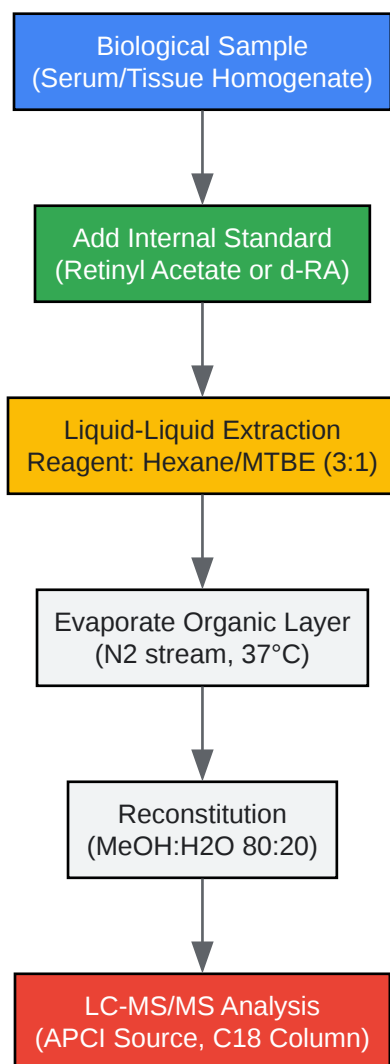 Biological Sample
(Serum/Tissue Homogenate)
Add Internal Standard
(Retinyl Acetate or d-RA)
Liquid-Liquid Extraction
Reagent: Hexane/MTBE (3:1)
Evaporate Organic Layer
(N2 stream, 37°C)
Reconstitution
(MeOH:H2O 80:20)
LC-MS/MS Analysis
(APCI Source, C18 Column)